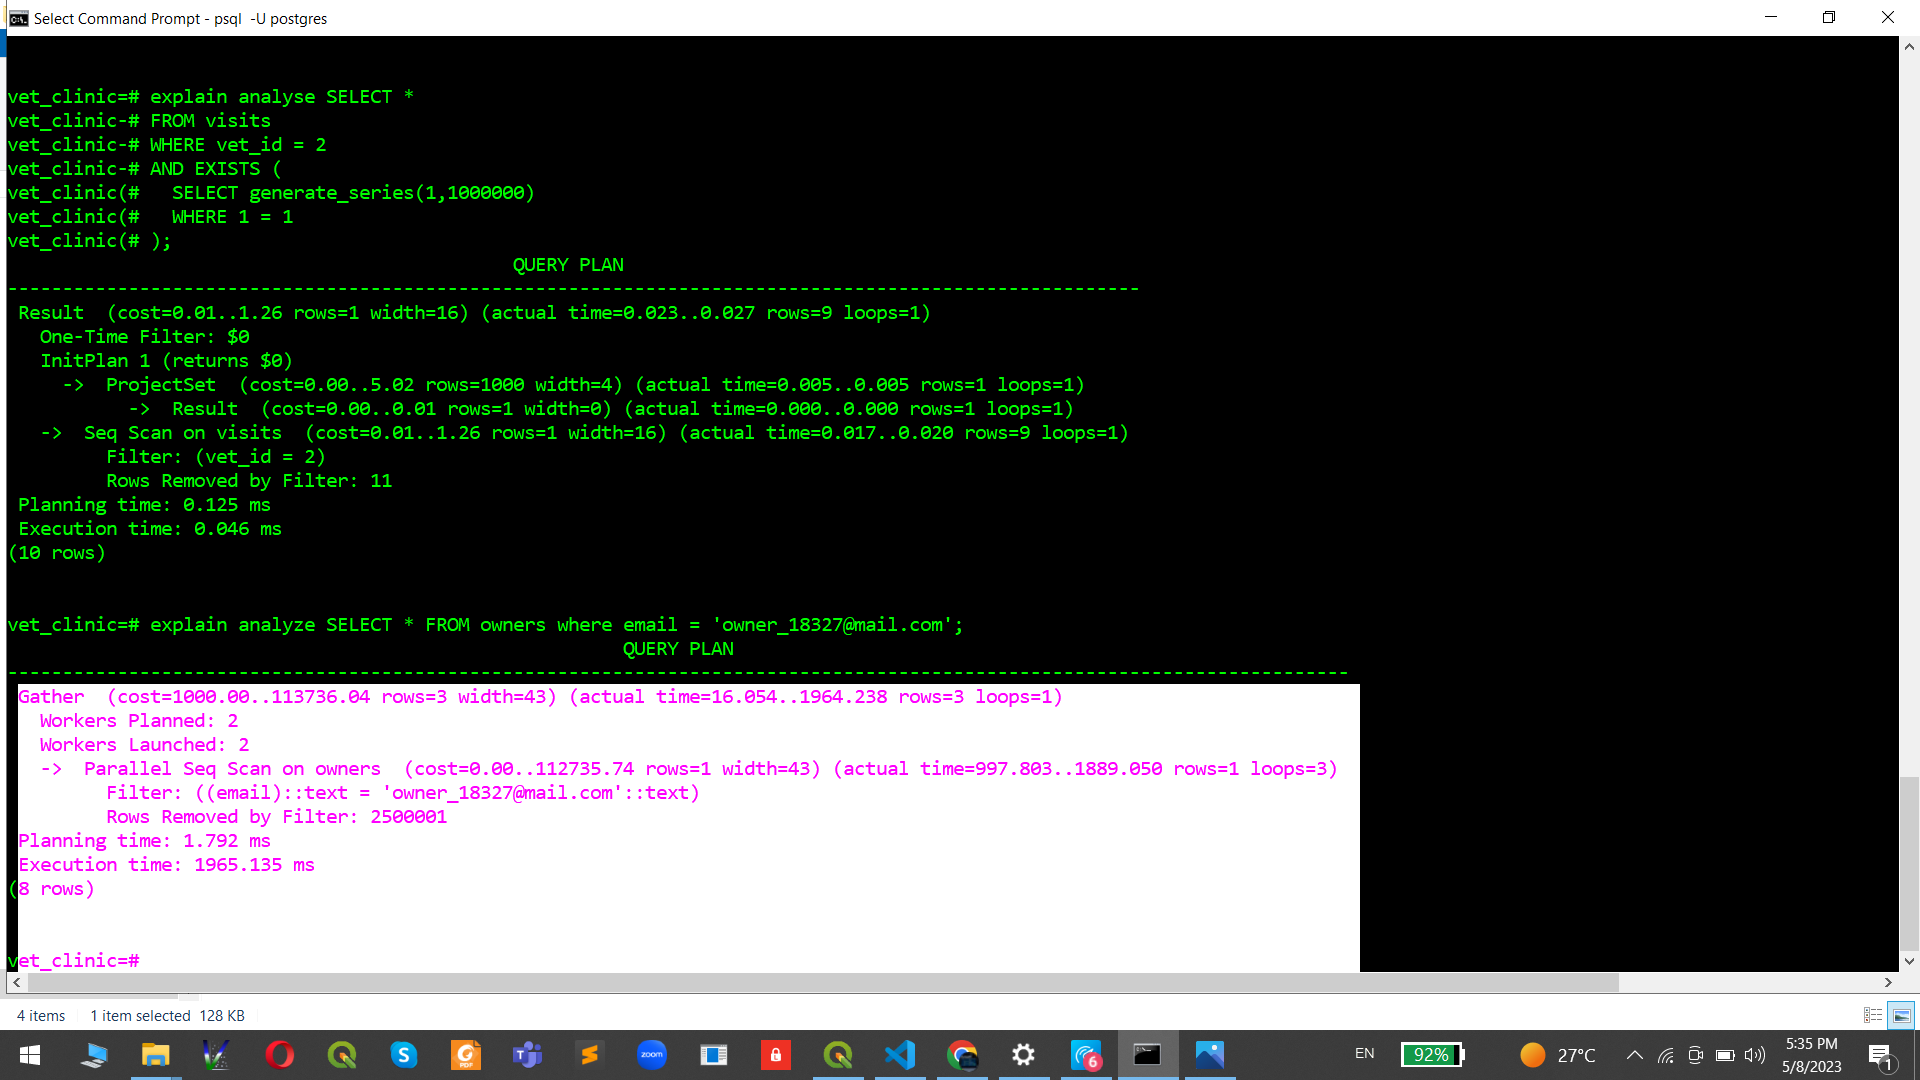 Select Command Prompt - psql  -U postgres
vet_clinic=# explain analyse SELECT *
vet_clinic-# FROM visits
vet_clinic-# WHERE vet_id = 2
vet_clinic-# AND EXISTS (
vet_clinic(#   SELECT generate_series(1,1000000)
vet_clinic(#   WHERE 1 = 1
vet_clinic(# );
QUERY PLAN
-------------------------------------------------------------------------------------------------------
Result  (cost=0.01..1.26 rows=1 width=16) (actual time=0.023..0.027 rows=9 loops=1)
One-Time Filter: $0
InitPlan 1 (returns $0)
->  ProjectSet  (cost=0.00..5.02 rows=1000 width=4) (actual time=0.005..0.005 rows=1 loops=1)
->  Result  (cost=0.00..0.01 rows=1 width=0) (actual time=0.000..0.000 rows=1 loops=1)
->  Seq Scan on visits  (cost=0.01..1.26 rows=1 width=16) (actual time=0.017..0.020 rows=9 loops=1)
Filter: (vet_id = 2)
Rows Removed by Filter: 11
Planning time: 0.125 ms
Execution time: 0.046 ms
(10 rows)
vet_clinic=# explain analyze SELECT * FROM owners where email = 'owner_18327@mail.com';
QUERY PLAN
--------------------------------------------------------------------------------------------------------------------------
Gather  (cost=1000.00..113736.04 rows=3 width=43) (actual time=16.054..1964.238 rows=3 loops=1)
Workers Planned: 2
Workers Launched: 2
->  Parallel Seq Scan on owners  (cost=0.00..112735.74 rows=1 width=43) (actual time=997.803..1889.050 rows=1 loops=3)
Filter: ((email)::text = 'owner_18327@mail.com'::text)
Rows Removed by Filter: 2500001
Planning time: 1.792 ms
Execution time: 1965.135 ms
(8 rows)
vet_clinic=#
4 items  1 item selected  128 KB
zoom
EN
92%
27°C
5:35 PM
5/8/2023
6
1
PDF